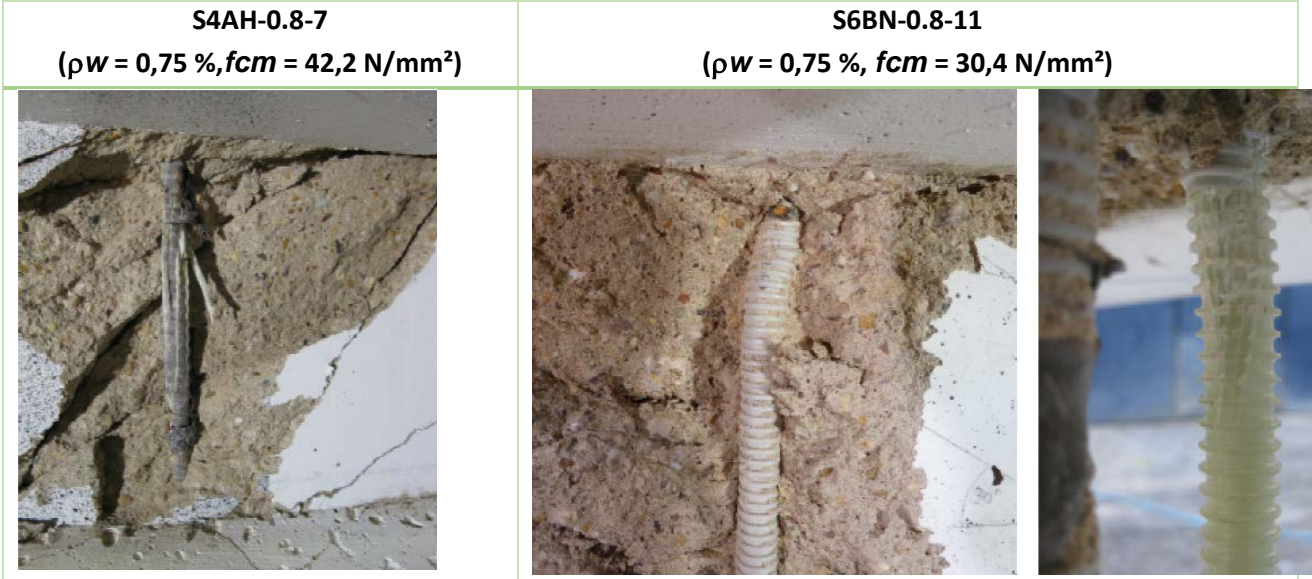 S4AH-0.8-7
(ρw = 0,75 %,fcm = 42,2 N/mm²)
S6BN-0.8-11
(ρw = 0,75 %, fcm = 30,4 N/mm²)